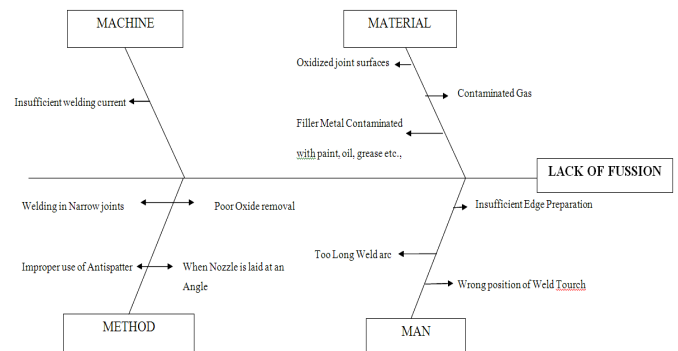 MACHINE
MATERIAL
Oxidized joint surfaces
Contaminated Gas
Insufficient welding current
Filler Metal Contaminated
with paint, oil, grease etc.,
LACK OF FUSSION
Welding in Narrow joints
Poor Oxide removal
Insufficient Edge Preparation
Too Long Weld arc
Improper use of Antispatter
When Nozzle is laid at an
Angle
Wrong position of Weld Tourch
METHOD
MAN